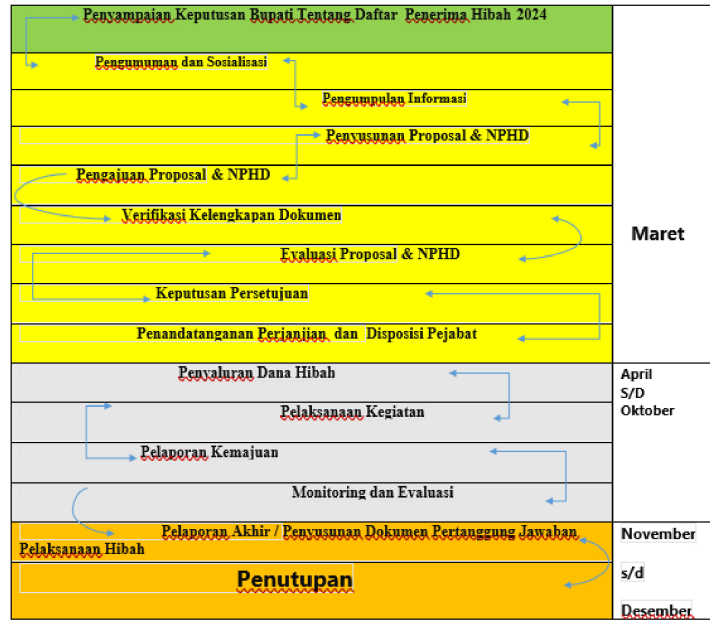 Penyampaian Keputusan Bupati Tentang Daftar Penerima Hibah 2024
Pengumuman dan Sosialisasi
Pengumpulan Informasi
Penyusunan Proposal & NPHD
Pengajuan Proposal & NPHD
Verifikasi Kelengkapan Dokumen
Evaluasi Proposal & NPHD
Keputusan Persetujuan
Penandatanganan Perjanjian dan Disposisi Pejabat
Maret
Penyaluran Dana Hibah
Pelaksanaan Kegiatan
Pelaporan Kemajuan
Monitoring dan Evaluasi
April
S/D
Oktober
Pelaporan Akhir / Penyusunan Dokumen Pertanggung Jawaban
Pelaksanaan Hibah
Penutupan
November
s/d
Desember